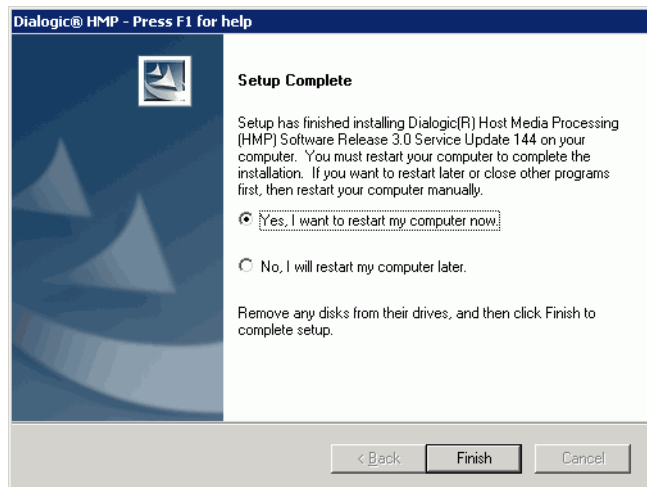 Dialogic® HMP - Press F1 for help
Setup Complete
Setup has finished installing Dialogic(R) Host Media Processing
(HMP) Software Release 3.0 Service Update 144 on your
computer. You must restart your computer to complete the
installation. If you want to restart later or close other programs
first, then restart your computer manually.
Yes, I want to restart my computer now.
No, I will restart my computer later.
Remove any disks from their drives, and then click Finish to
complete setup.
< Back
Finish
Cancel